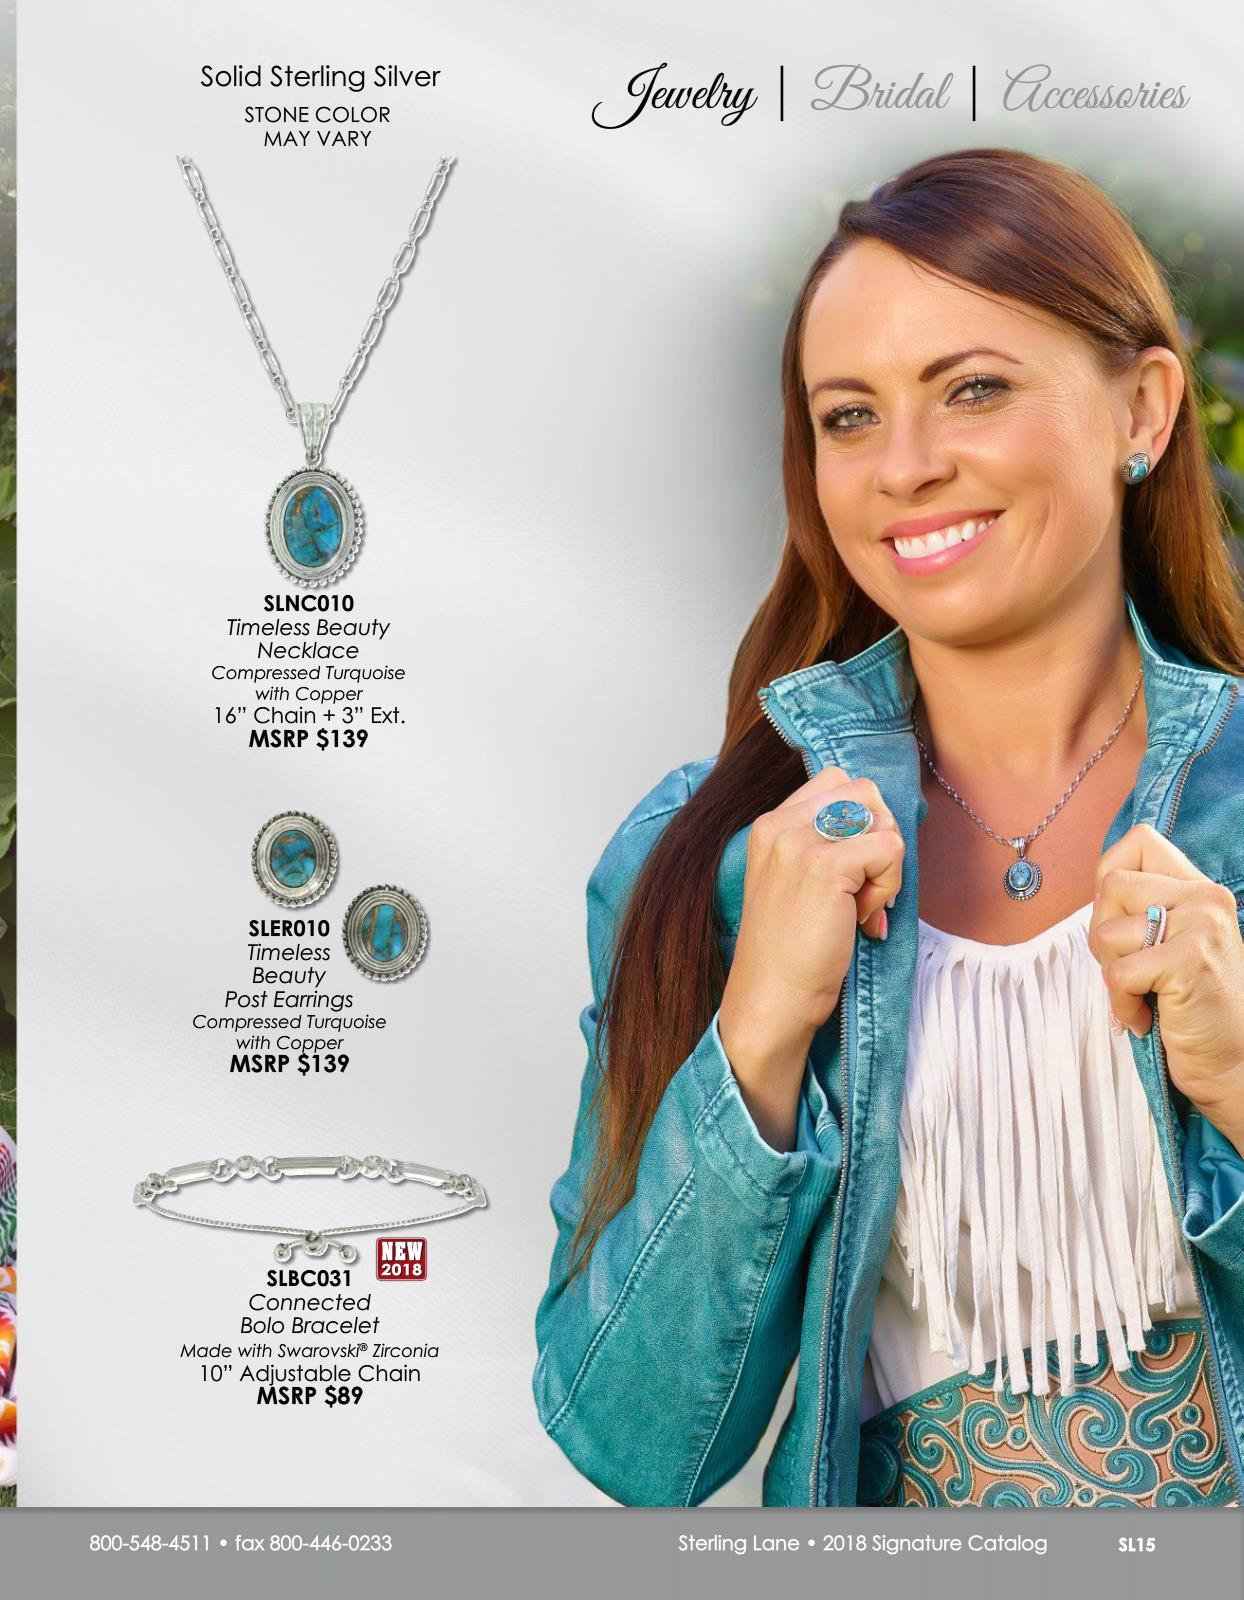 Solid Sterling Silver
STONE COLOR
MAY VARY
Jewelry | Bridal | Accessories
SLNC010
Timeless Beauty
Necklace
Compressed Turquoise
with Copper
16” Chain + 3” Ext.
MSRP $139
SLER010
Timeless
Beauty
Post Earrings
Compressed Turquoise
with Copper
MSRP $139
NEW
2018
SLBC031
Connected
Bolo Bracelet
Made with Swarovski® Zirconia
10” Adjustable Chain
MSRP $89
800-548-4511 • fax 800-446-0233
Sterling Lane • 2018 Signature Catalog
SL15